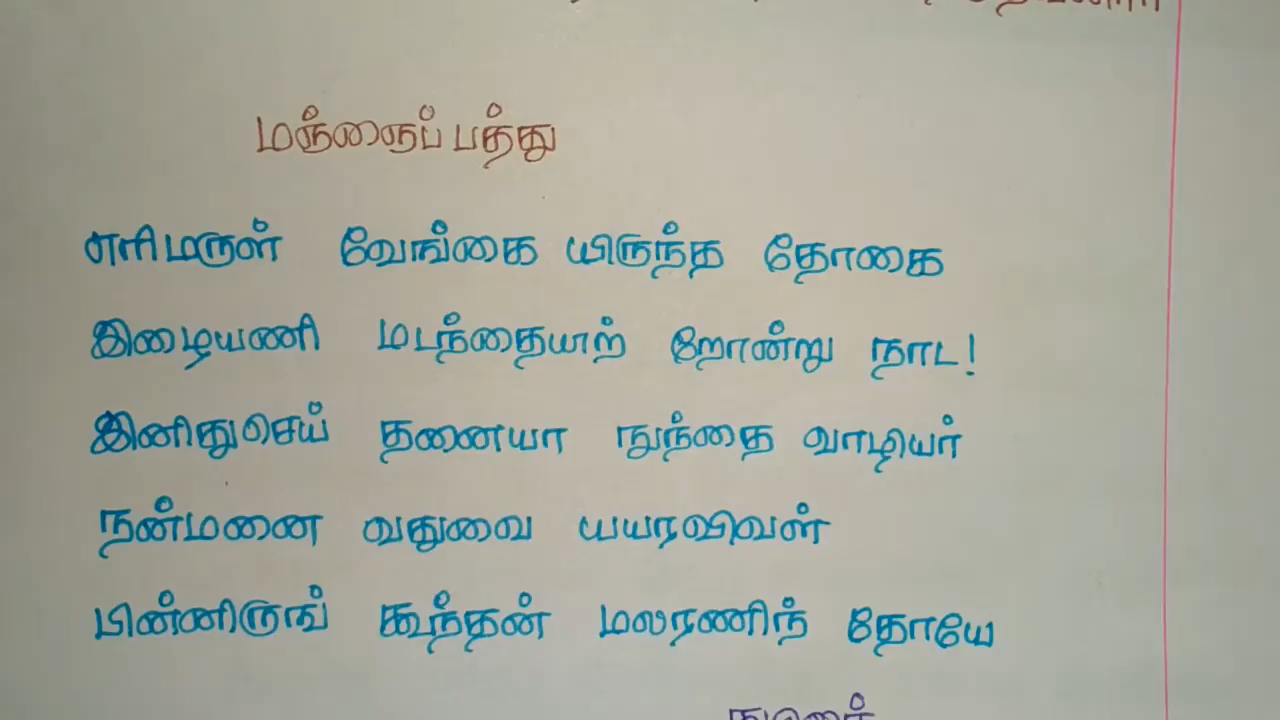 மஞ்ஞைப் பத்து
எரிமருள் வேங்கை யிருந்த தோகை
இழையணி மடந்தையாற் றோன்று நாட!
இனிதுசெய் தனையா நுந்தை வாழியர்
நன்மனை வதுவை யயரவிவள்
பின்னிருங் கூந்தன் மலரணிந் தோயே